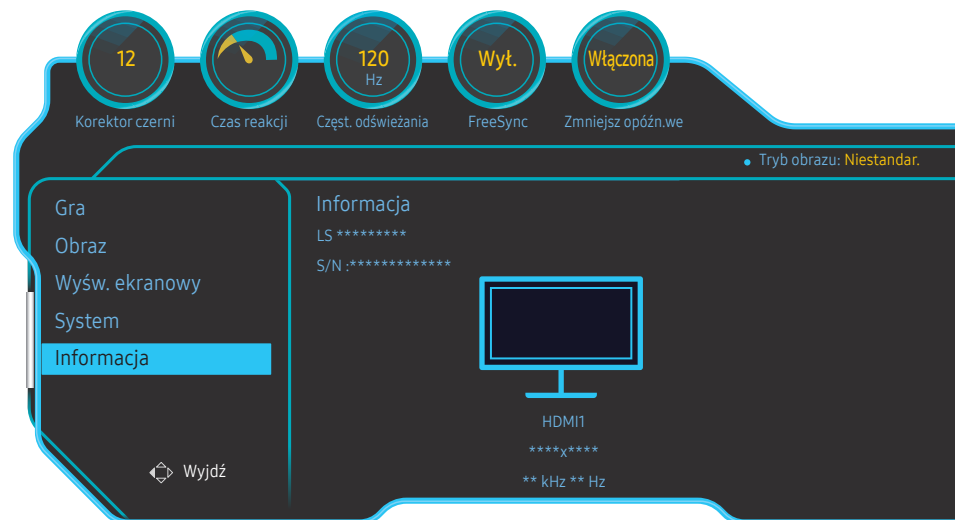 12
120
Hz
Wył.
Włączona
Korektor czerni
Czas reakcji
Częst. odświeżania
FreeSync
Zmniejsz opóźn.we
Tryb obrazu: Niestandar.
Gra
Obraz
Wyśw. ekranowy
System
Informacja
Wyjdź
Informacja
LS *********
S/N :*************
HDMI1
****x****
** kHz ** Hz